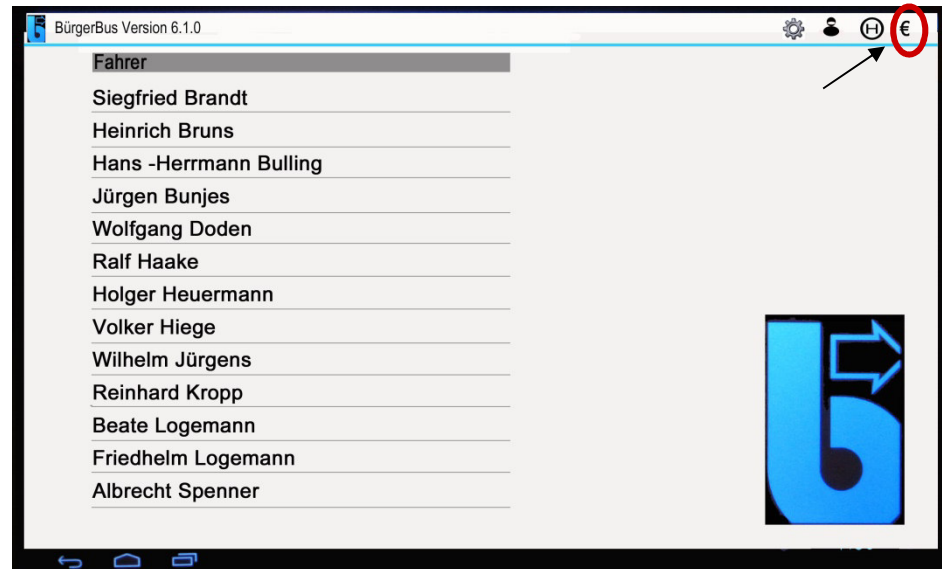 BürgerBus Version 6.1.0
H €
Fahrer
Siegfried Brandt
Heinrich Bruns
Hans -Herrmann Bulling
Jürgen Bunjes
Wolfgang Doden
Ralf Haake
Holger Heuermann
Volker Hiege
Wilhelm Jürgens
Reinhard Kropp
Beate Logemann
Friedhelm Logemann
Albrecht Spenner